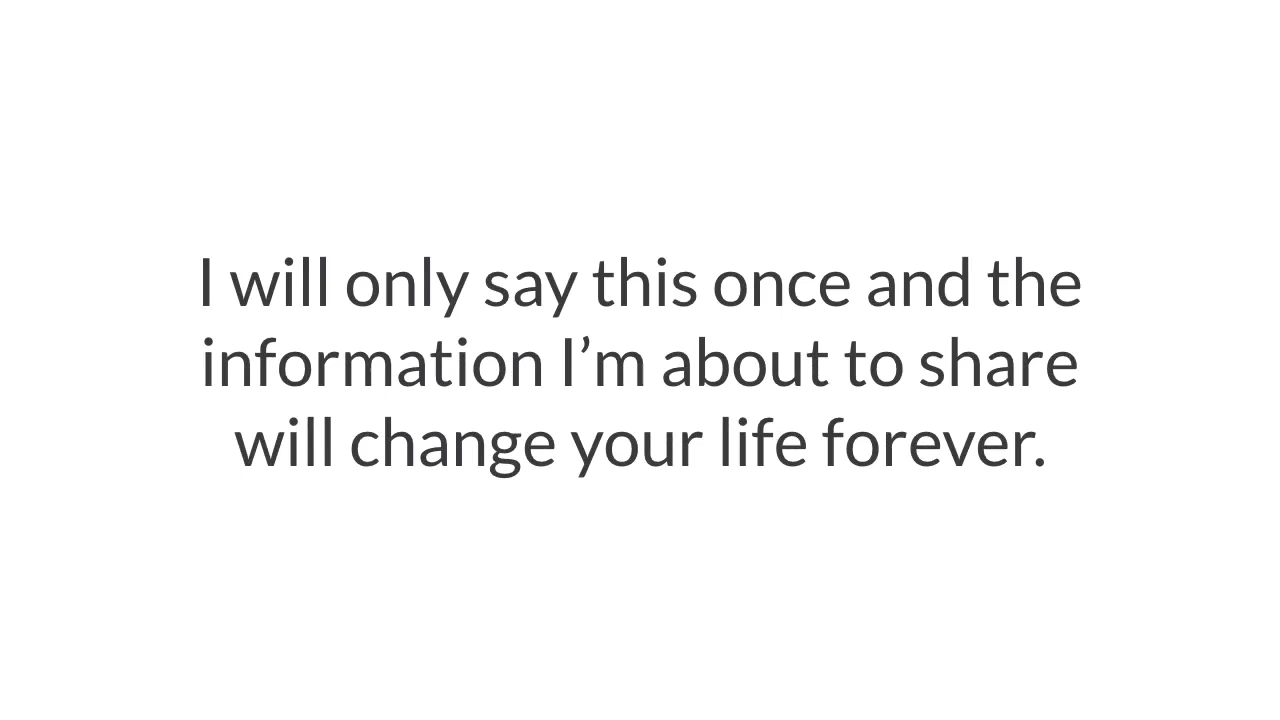 I will only say this once and the
information I’m about to share
will change your life forever.